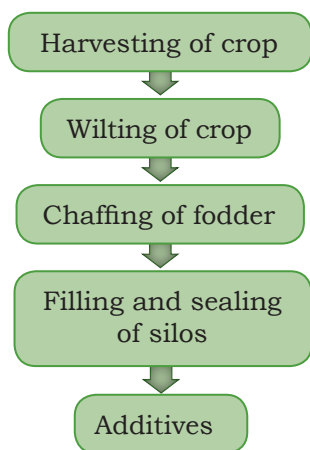 Harvesting of crop
Wilting of crop
Chaffing of fodder
Filling and sealing
of silos
Additives